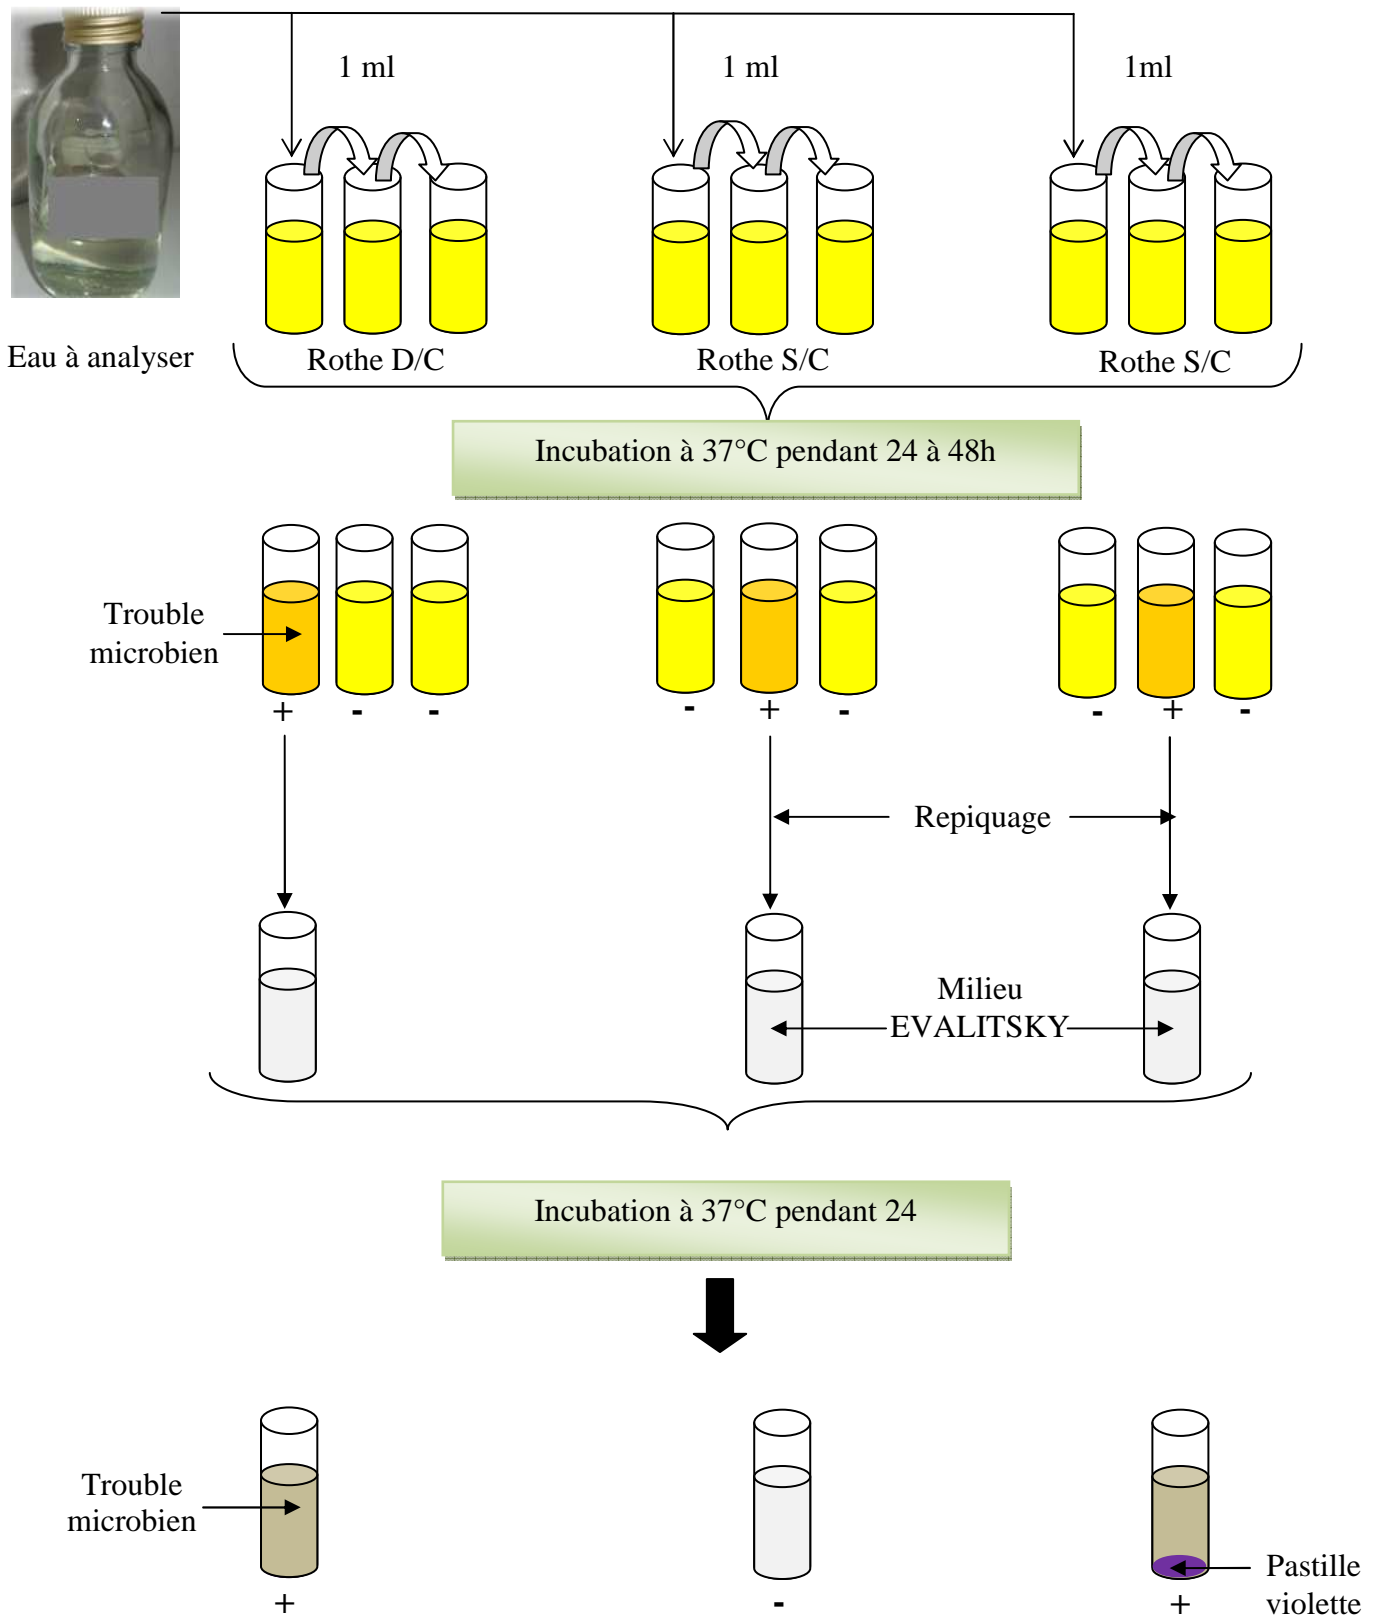 1 ml
1 ml
1ml
Eau à analyser
Rothe D/C
Rothe S/C
Rothe S/C
Incubation à 37°C pendant 24 à 48h
Trouble
microbien
+ - -
- + -
- + -
Repiquage
Milieu
EVALITSKY
Incubation à 37°C pendant 24
Trouble
microbien
Pastille
violette
+
-
+